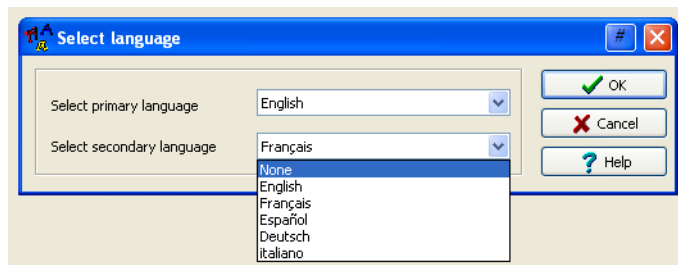 Select language
#
Select primary language English
OK
Cancel
Select secondary language Français
? Help
None
English
Français
Español
Deutsch
italiano